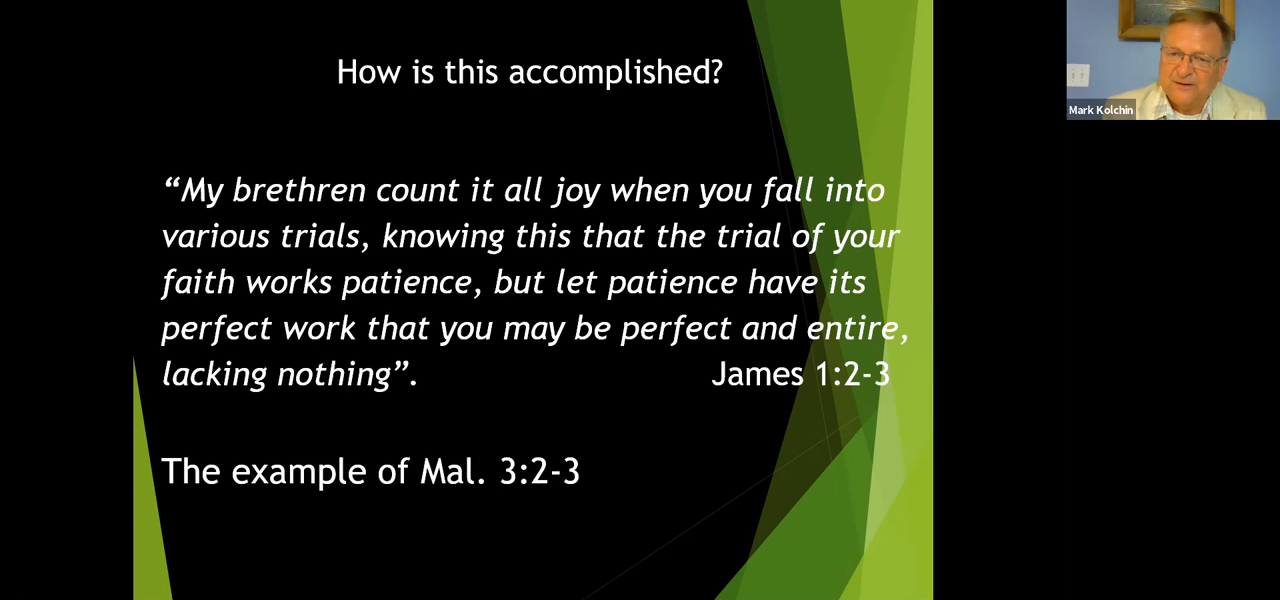 How is this accomplished?
“My brethren count it all joy when you fall into
various trials, knowing this that the trial of your
faith works patience, but let patience have its
perfect work that you may be perfect and entire,
lacking nothing”. James 1:2-3
The example of Mal. 3:2-3
Mark Kolchin